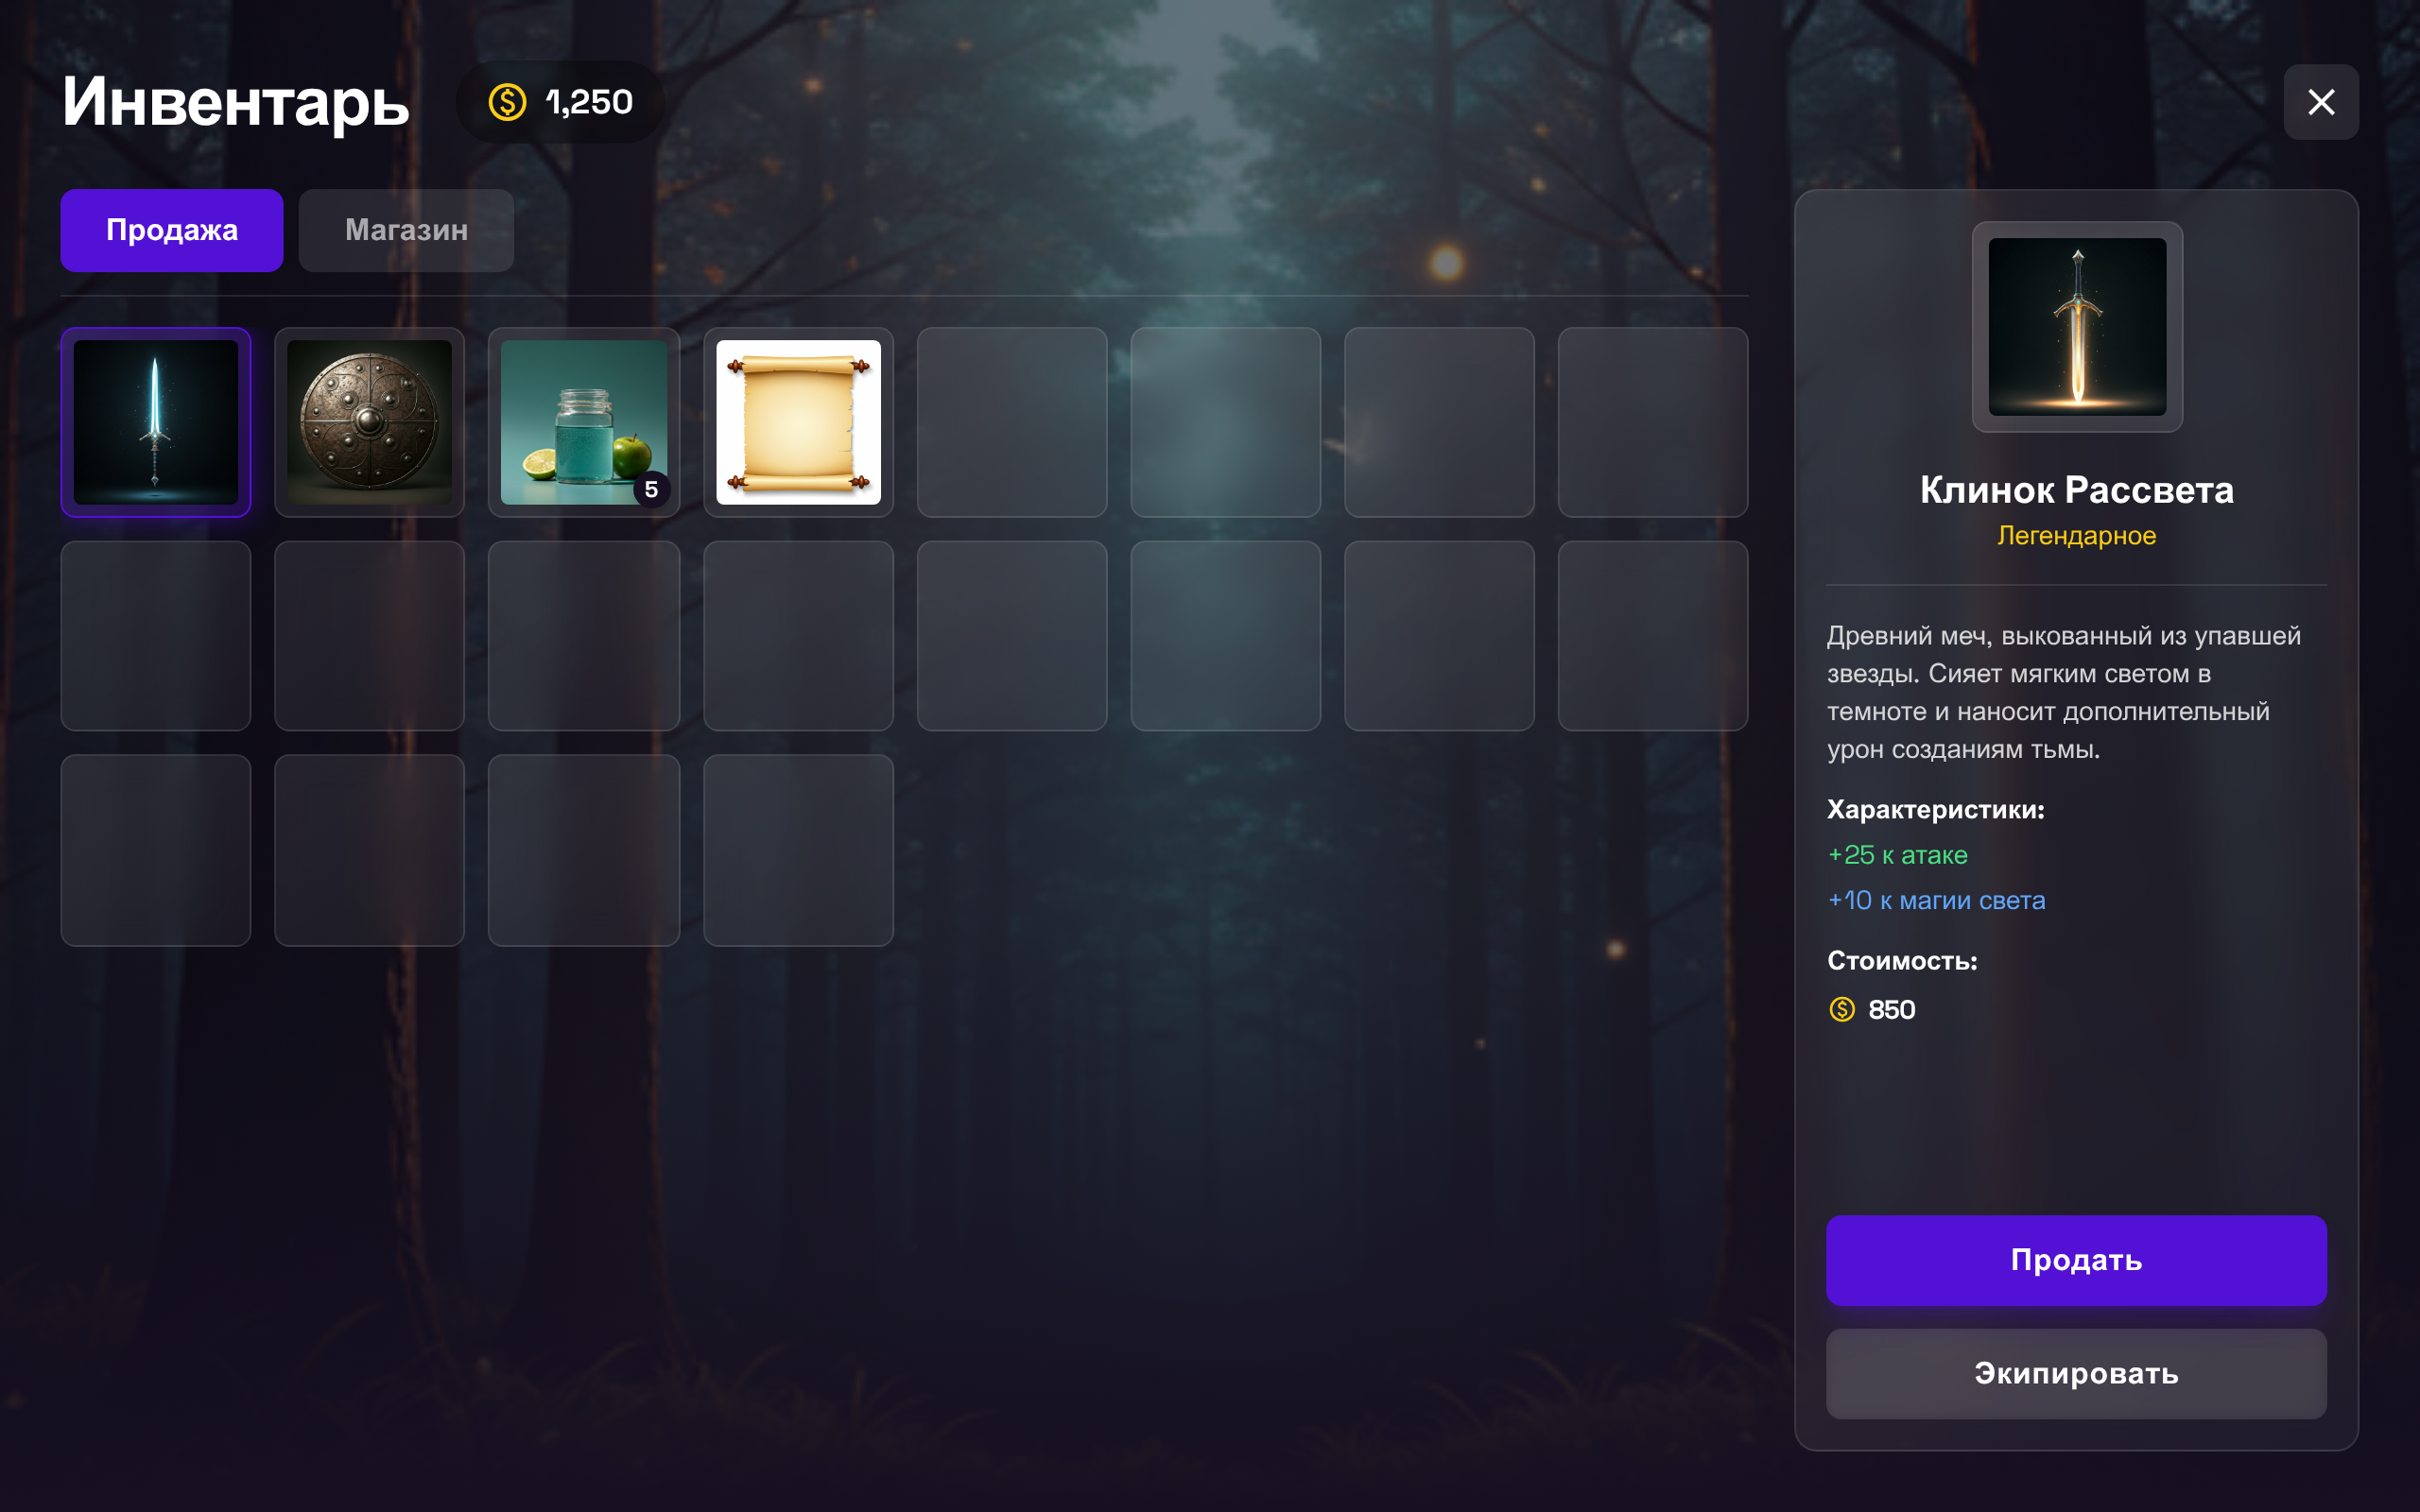 Инвентарь
1,250
Продажа
Магазин
5
Клинок Рассвета
Легендарное
Древний меч, выкованный из упавшей
звезды. Сияет мягким светом в
темноте и наносит дополнительный
урон созданиям тьмы.
Характеристики:
+25 к атаке
+10 к магии света
Стоимость:
850
Продать
Экипировать